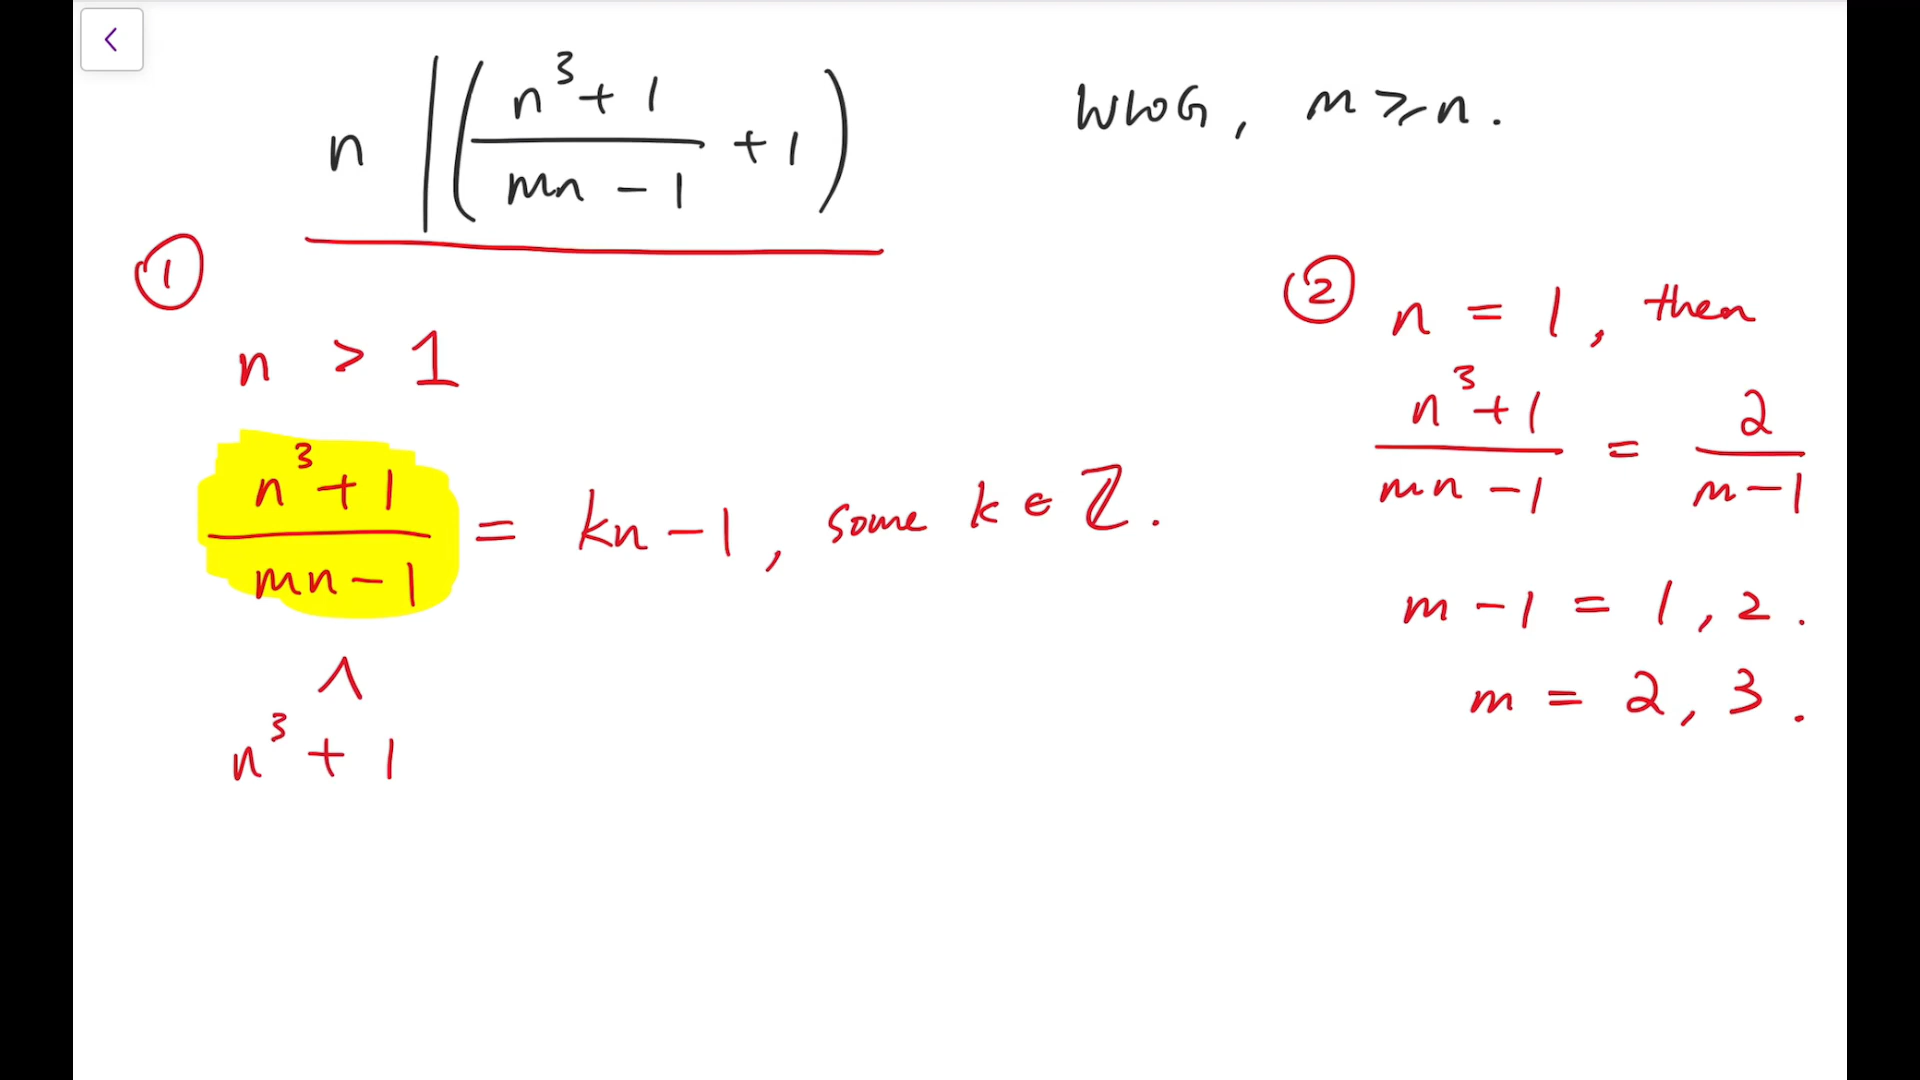 n | ( (n³ + 1)/(mn − 1) + 1 )
WLOG, m ⩾ n.
①
n > 1
(n³ + 1)/(mn − 1) = kn − 1, some k ∈ ℤ.
∧
n³ + 1
② n = 1, then
(n³ + 1)/(mn − 1) = 2/(m − 1)
m − 1 = 1, 2.
m = 2, 3.